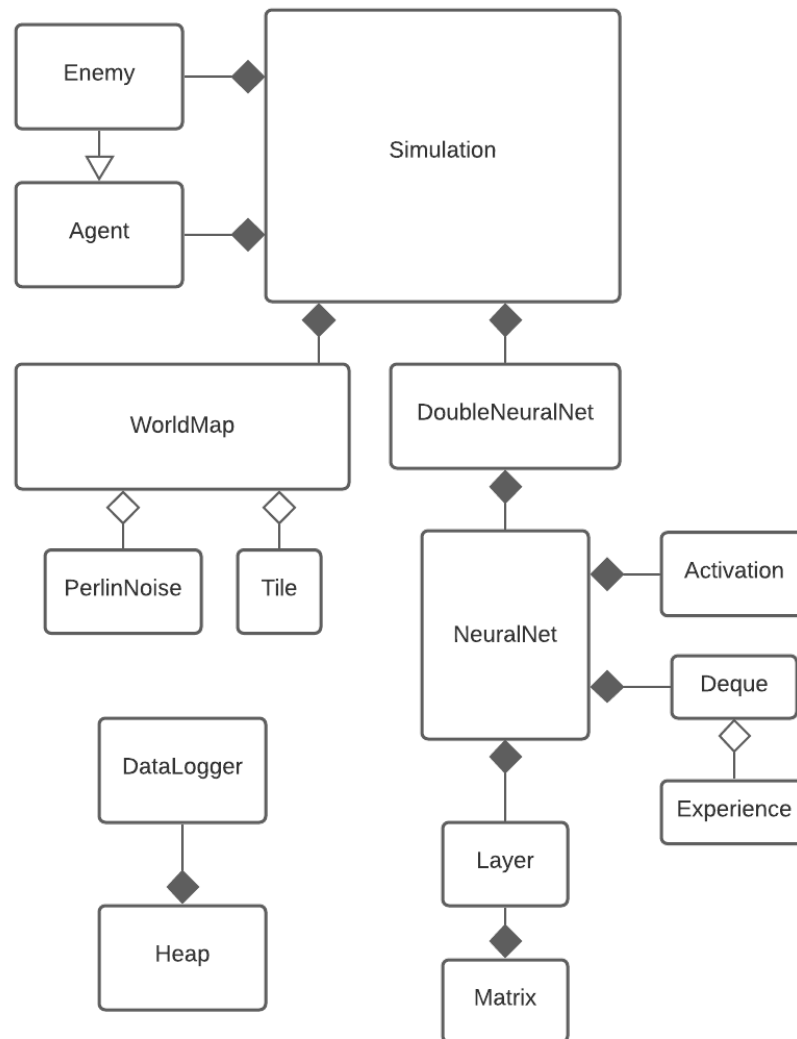 Enemy
Simulation
Agent
WorldMap
DoubleNeuralNet
PerlinNoise
Tile
NeuralNet
Activation
Deque
DataLogger
Experience
Layer
Heap
Matrix